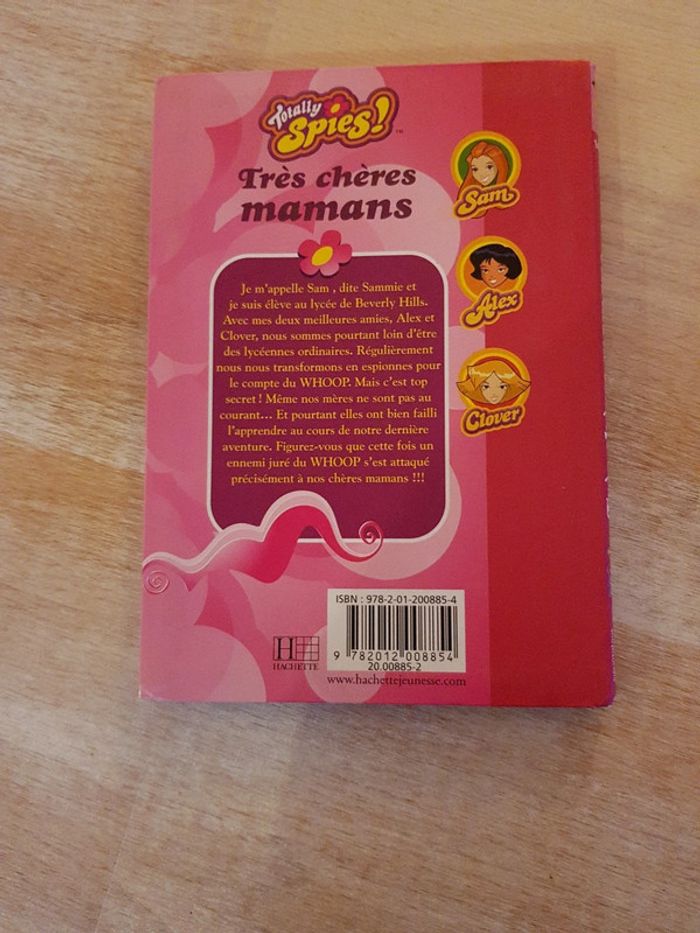 Totally
Spies!
™
Très chères
mamans
Sam
Alex
Clover
Je m'appelle Sam , dite Sammie et
je suis élève au lycée de Beverly Hills.
Avec mes deux meilleures amies, Alex et
Clover, nous sommes pourtant loin d'être
des lycéennes ordinaires. Régulièrement
nous nous transformons en espionnes pour
le compte du WHOOP. Mais c'est top
secret ! Même nos mères ne sont pas au
courant... Et pourtant elles ont bien failli
l'apprendre au cours de notre dernière
aventure. Figurez-vous que cette fois un
ennemi juré du WHOOP s'est attaqué
précisément à nos chères mamans !!!
ISBN : 978-2-01-200885-4
9 782012 008854
20.00885-2
H
HACHETTE
www.hachettejeunesse.com